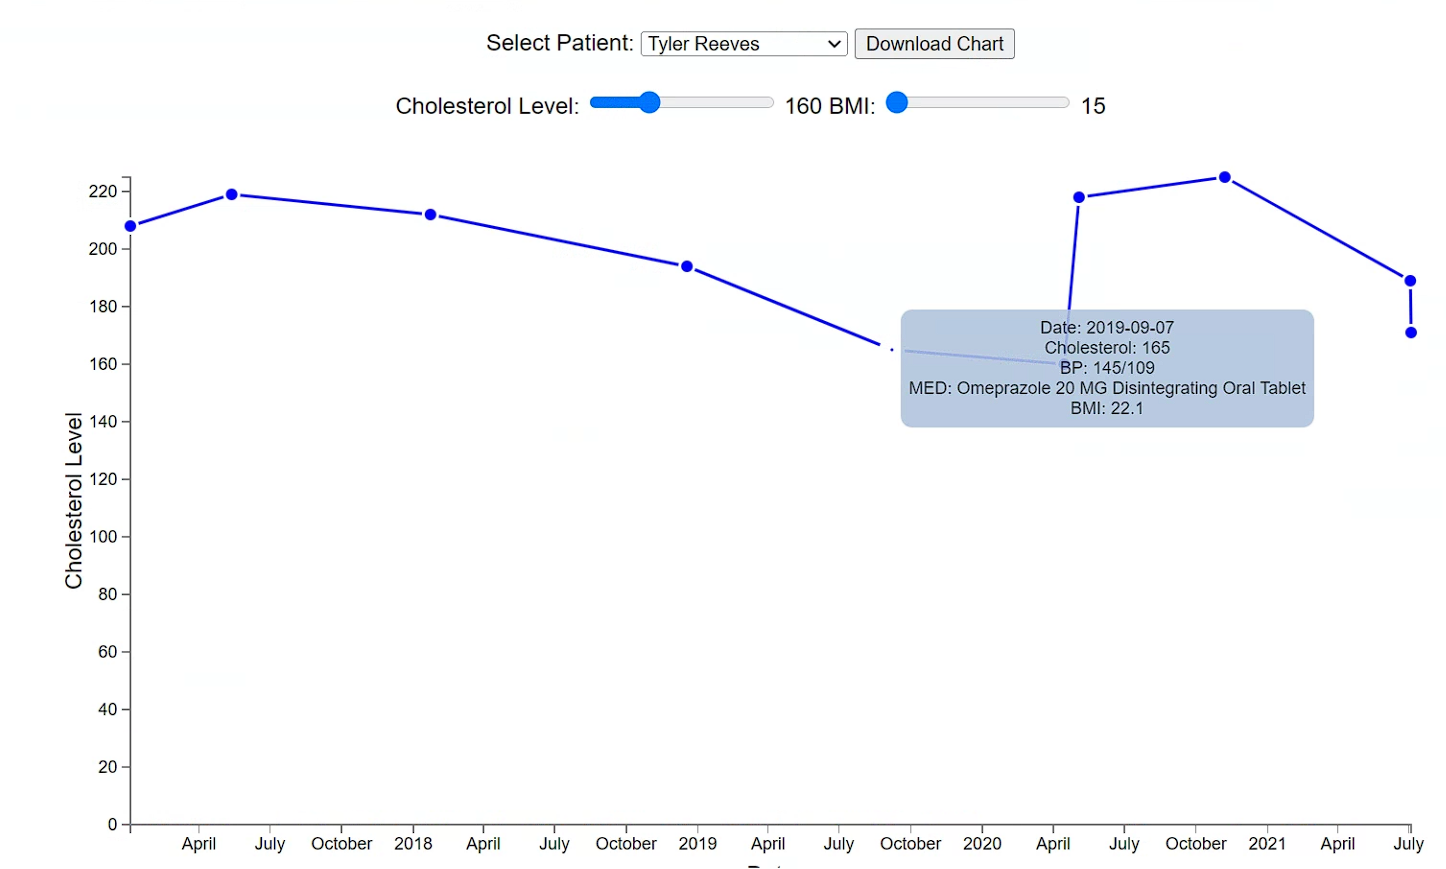 Select Patient: Tyler Reeves Download Chart
Cholesterol Level: 160 BMI: 15
220
200
180
160
140
120
100
80
60
40
20
0
Cholesterol Level
Date: 2019-09-07
Cholesterol: 165
BP: 145/109
MED: Omeprazole 20 MG Disintegrating Oral Tablet
BMI: 22.1
April July October 2018 April July October 2019 April July October 2020 April July October 2021 April July